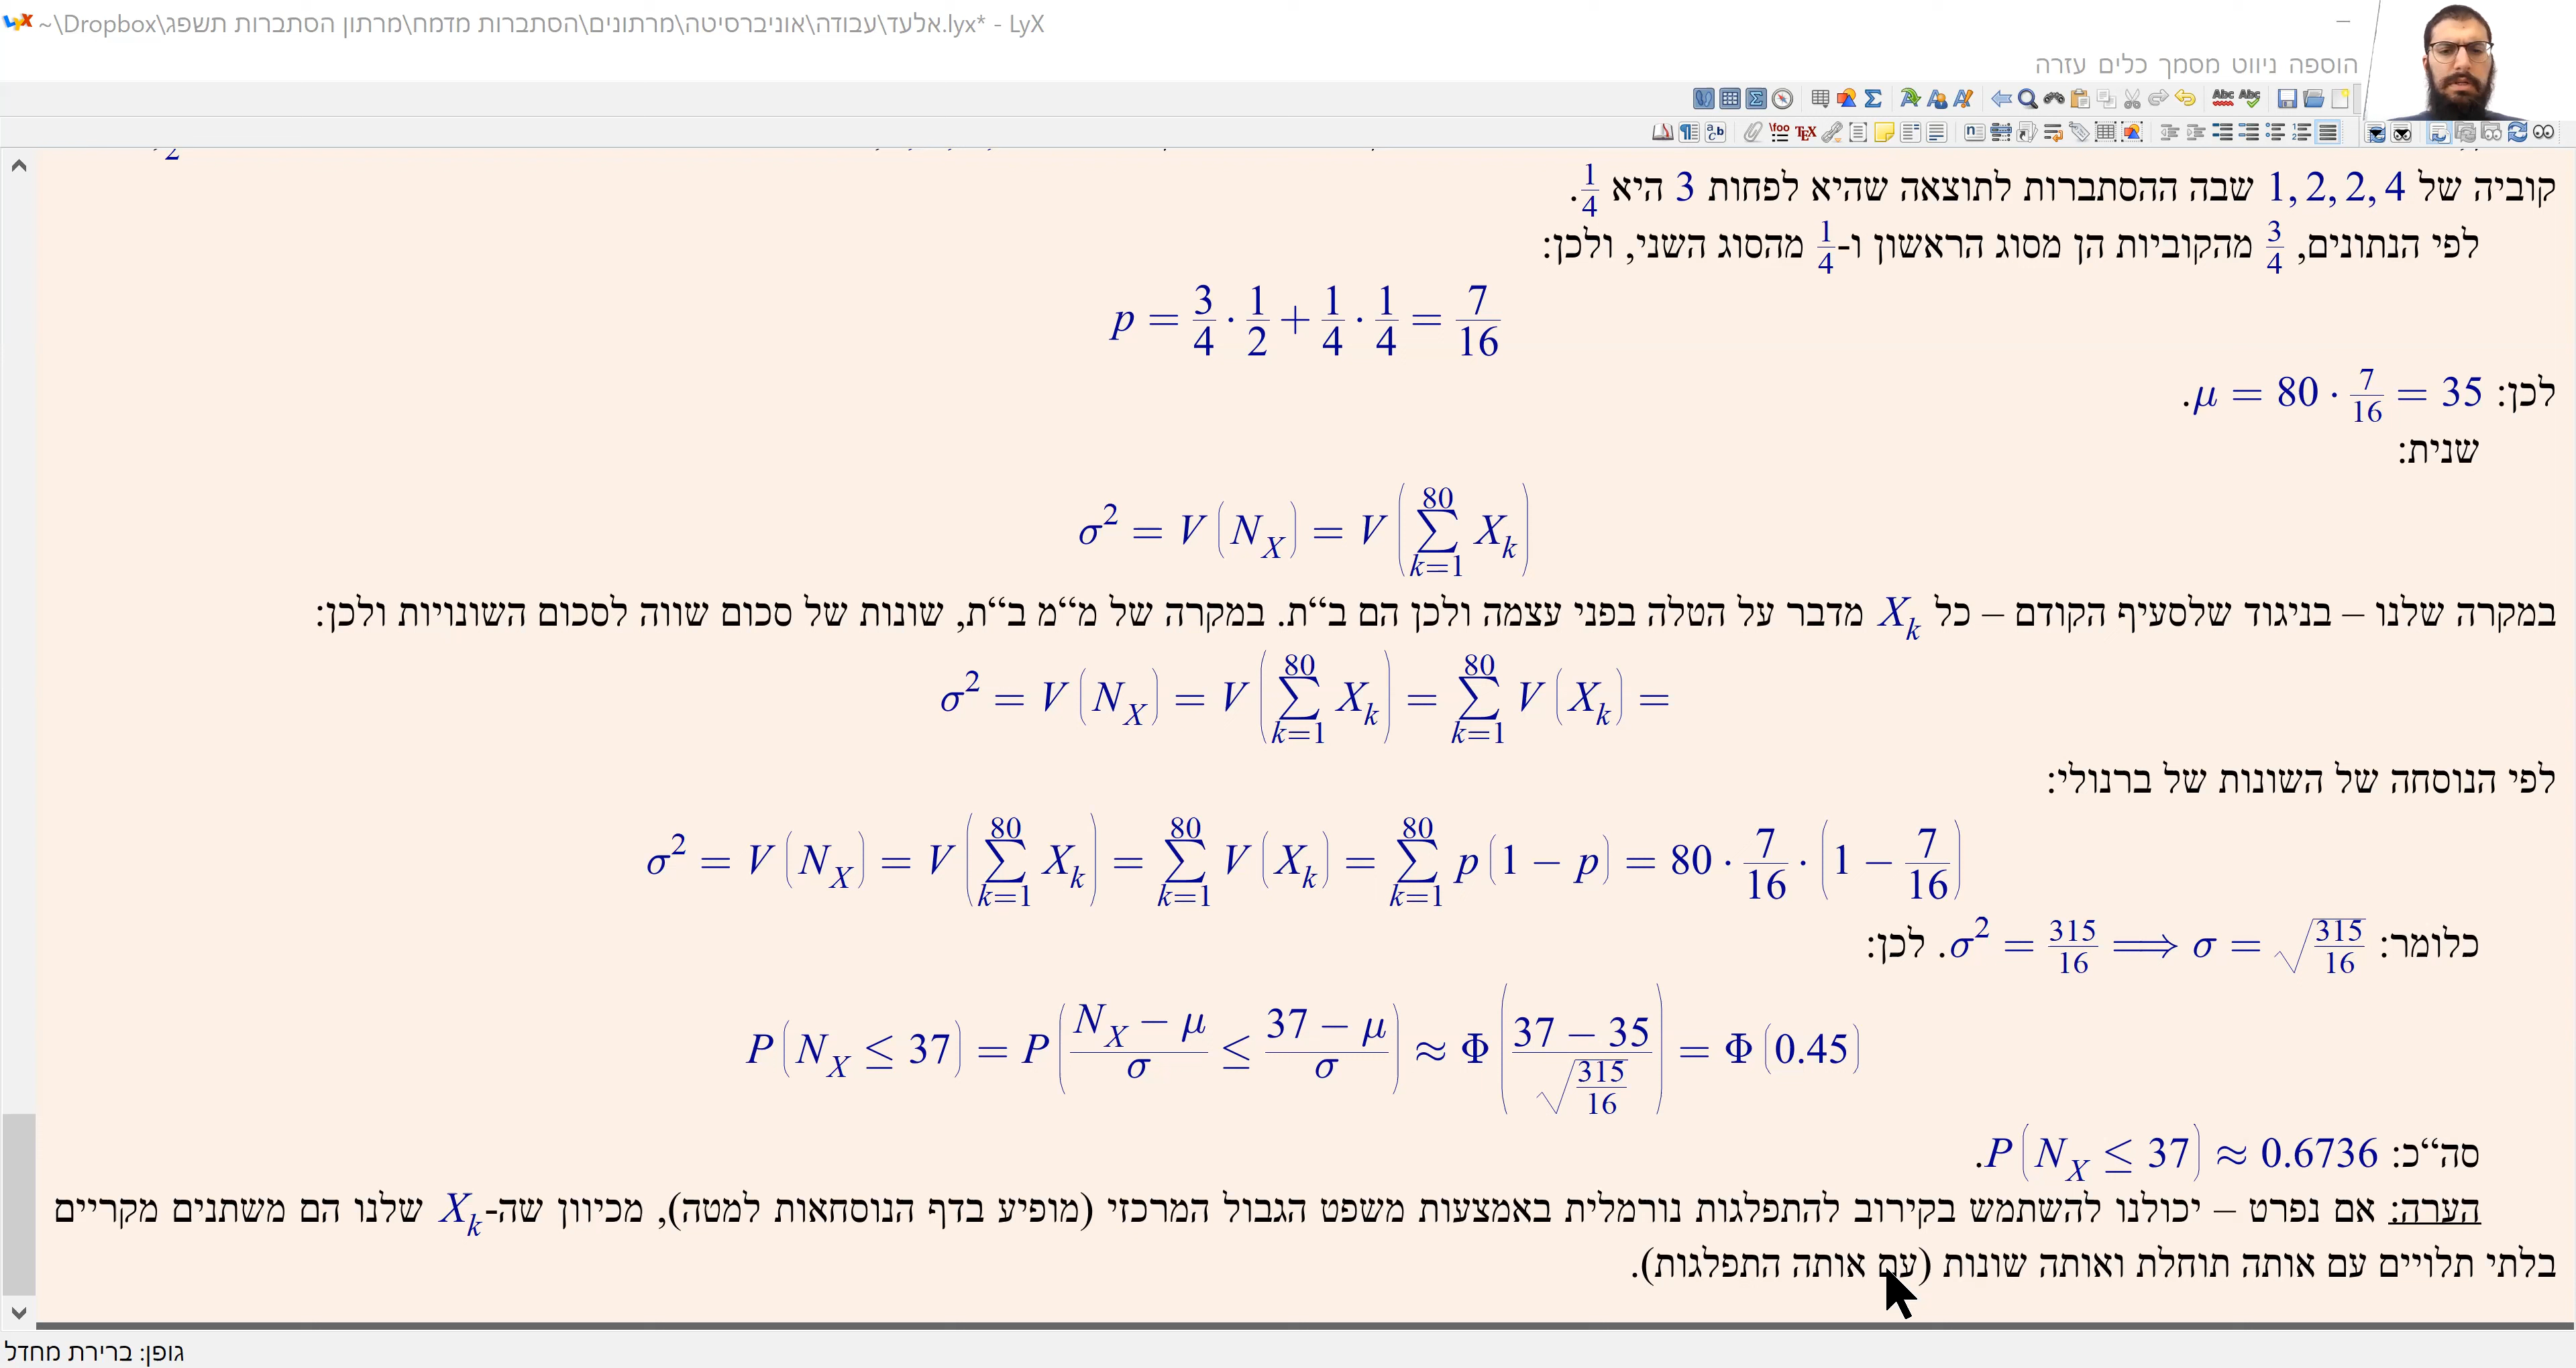 ~\Dropbox\אלעד\עבודה\אוניברסיטה\מרתונים\הסתברות מדמח\מרתון הסתברות תשפג.lyx* - LyX
הוספה ניווט מסמך כלים עזרה
קוביה של 1, 2, 2, 4 שבה ההסתברות לתוצאה שהיא לפחות 3 היא 1/4.
לפי הנתונים, 3/4 מהקוביות הן מסוג הראשון ו-1/4 מהסוג השני, ולכן:
p = 3/4 · 1/2 + 1/4 · 1/4 = 7/16
לכן: μ = 80 · 7/16 = 35.
שנית:
σ² = V(N_X) = V(∑_{k=1}^{80} X_k)
במקרה שלנו – בניגוד שלסעיף הקודם – כל X_k מדבר על הטלה בפני עצמה ולכן הם ב“ת. במקרה של מ“מ ב“ת, שונות של סכום שווה לסכום השונויות ולכן:
σ² = V(N_X) = V(∑_{k=1}^{80} X_k) = ∑_{k=1}^{80} V(X_k) =
לפי הנוסחה של השונות של ברנולי:
σ² = V(N_X) = V(∑_{k=1}^{80} X_k) = ∑_{k=1}^{80} V(X_k) = ∑_{k=1}^{80} p(1 − p) = 80 · 7/16 · (1 − 7/16)
כלומר: σ² = 315/16 ⟹ σ = √(315/16). לכן:
P(N_X ≤ 37) = P((N_X − μ)/σ ≤ (37 − μ)/σ) ≈ Φ((37 − 35)/√(315/16)) = Φ(0.45)
סה“כ: P(N_X ≤ 37) ≈ 0.6736.
הערה: אם נפרט – יכולנו להשתמש בקירוב להתפלגות נורמלית באמצעות משפט הגבול המרכזי (מופיע בדף הנוסחאות למטה), מכיוון שה-X_k שלנו הם משתנים מקריים
בלתי תלויים עם אותה תוחלת ואותה שונות (עם אותה התפלגות).
גופן: ברירת מחדל